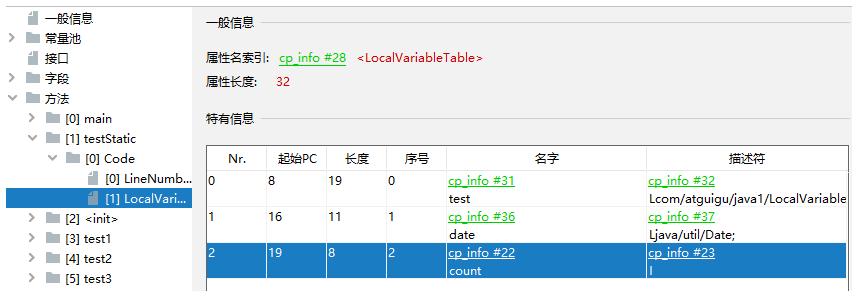 一般信息
常量池
接口
字段
方法
[0] main
[1] testStatic
[0] Code
[0] LineNumb...
[1] LocalVari...
[2] <init>
[3] test1
[4] test2
[5] test3
一般信息
属性名索引: cp_info #28 <LocalVariableTable>
属性长度: 32
特有信息
Nr. 起始PC 长度 序号 名字 描述符
0 8 19 0 cp_info #31 cp_info #32
test Lcom/atguigu/java1/LocalVariable
1 16 11 1 cp_info #36 cp_info #37
date Ljava/util/Date;
2 19 8 2 cp_info #22 cp_info #23
count I